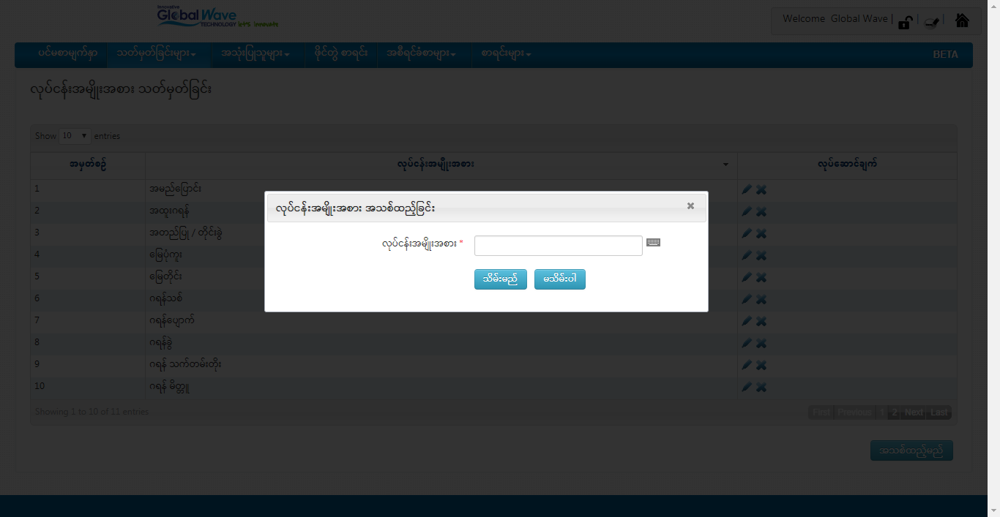 Innovative
Global Wave
TECHNOLOGY let's innovate
Welcome Global Wave
ပင်မစာမျက်နှာ သတ်မှတ်ခြင်းများ အသုံးပြုသူများ ဖိုင်တွဲ စာရင်း အစီရင်ခံစာများ စာရင်းများ BETA
လုပ်ငန်းအမျိုးအစား သတ်မှတ်ခြင်း
Show 10 entries
အမှတ်စဉ် လုပ်ငန်းအမျိုးအစား လုပ်ဆောင်ချက်
1 အမည်ပြောင်း
2 အထူးဂရန်
3 အတည်ပြု / တိုင်းခွဲ
4 မြေပုံကူး
5 မြေတိုင်း
6 ဂရန်သစ်
7 ဂရန်ပျောက်
8 ဂရန်ခွဲ
9 ဂရန် သက်တမ်းတိုး
10 ဂရန် မိတ္တူ
Showing 1 to 10 of 11 entries
First Previous 1 2 Next Last
အသစ်ထည့်မည်
လုပ်ငန်းအမျိုးအစား အသစ်ထည့်ခြင်း
လုပ်ငန်းအမျိုးအစား *
သိမ်းမည် မသိမ်းပါ